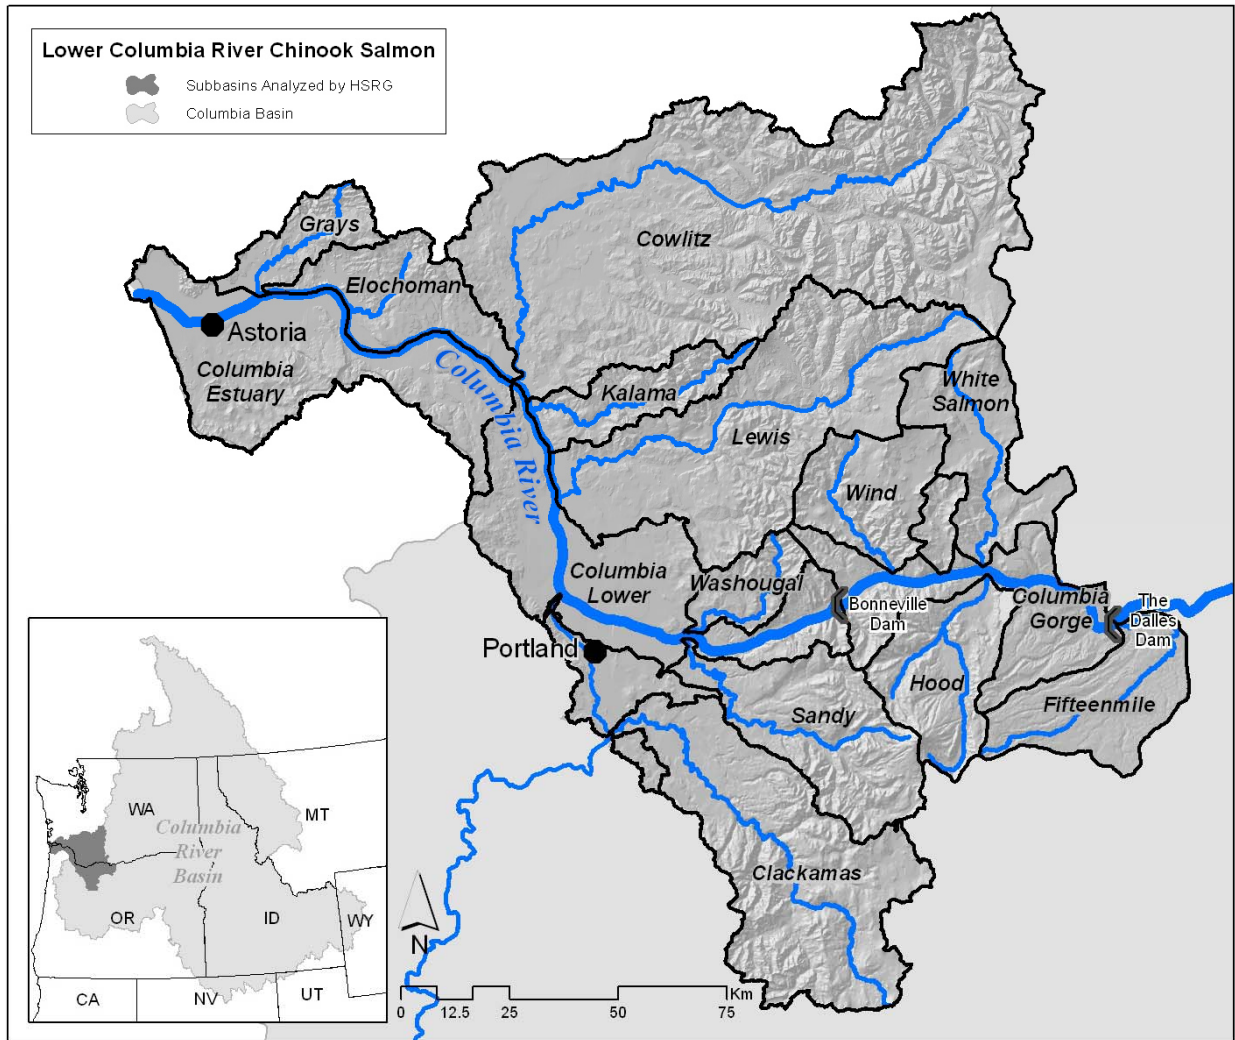 Lower Columbia River Chinook Salmon
Subbasins Analyzed by HSRG
Columbia Basin
Grays
Cowlitz
Elochoman
Astoria
Columbia
Estuary
Columbia River
Kalama
White
Salmon
Lewis
Wind
Columbia
Lower
Washougal
Bonneville
Dam
Columbia
Gorge
The
Dalles
Dam
Portland
Hood
Sandy
Fifteenmile
Clackamas
WA
MT
Columbia
River
Basin
OR
ID
WY
CA
NV
UT
N
Km
0 12.5 25 50 75